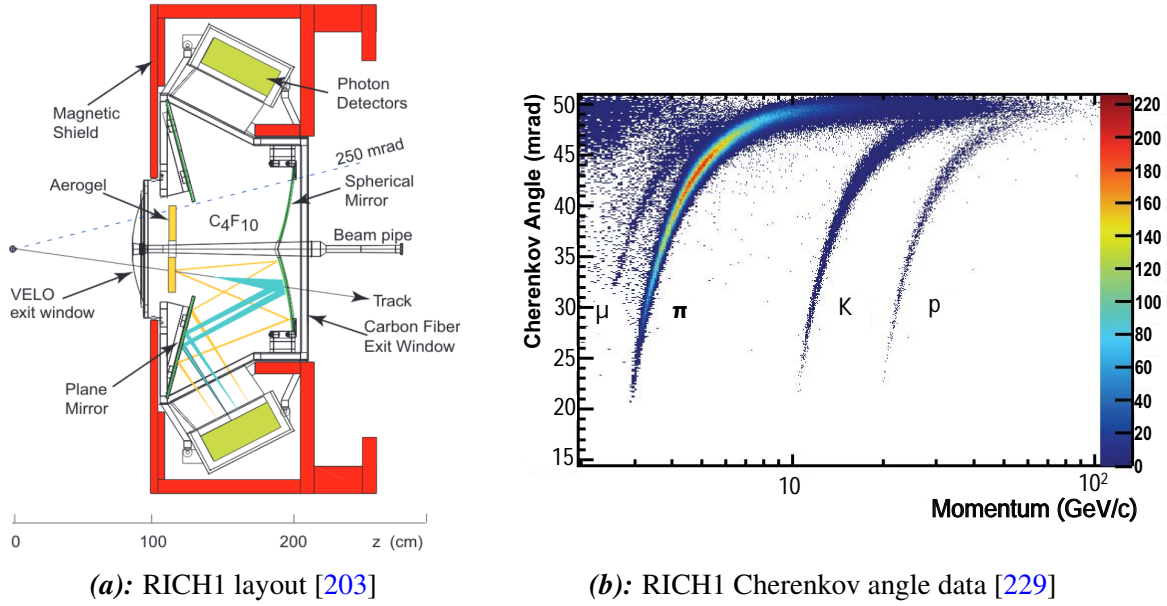 Magnetic
Shield
Photon
Detectors
250 mrad
Aerogel
Spherical
Mirror
C4F10
Beam pipe
VELO
exit window
Track
Carbon Fiber
Exit Window
Plane
Mirror
0 100 200 z (cm)
(a): RICH1 layout [203]
Cherenkov Angle (mrad)
50
45
40
35
30
25
20
15
μ π K p
10 10²
Momentum (GeV/c)
220
200
180
160
140
120
100
80
60
40
20
0
(b): RICH1 Cherenkov angle data [229]